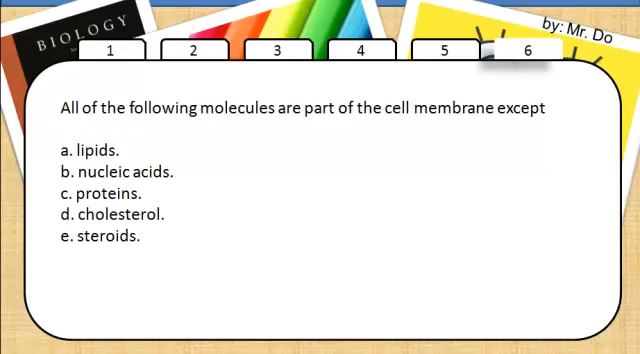 BIOLOGY
by: Mr. Do
1 2 3 4 5 6
All of the following molecules are part of the cell membrane except
a. lipids.
b. nucleic acids.
c. proteins.
d. cholesterol.
e. steroids.